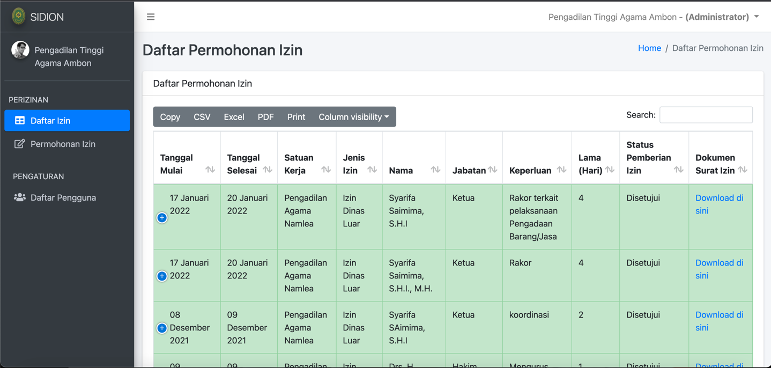 SIDION
Pengadilan Tinggi Agama Ambon - (Administrator)
Pengadilan Tinggi
Agama Ambon
PERIZINAN
Daftar Izin
Permohonan Izin
PENGATURAN
Daftar Pengguna
Daftar Permohonan Izin
Home / Daftar Permohonan Izin
Daftar Permohonan Izin
Copy CSV Excel PDF Print Column visibility
Search:
Tanggal Mulai Tanggal Selesai Satuan Kerja Jenis Izin Nama Jabatan Keperluan Lama (Hari) Status Pemberian Izin Dokumen Surat Izin
17 Januari 2022 20 Januari 2022 Pengadilan Agama Namlea Izin Dinas Luar Syarifa Saimima, S.H.I Ketua Rakor terkait pelaksanaan Pengadaan Barang/Jasa 4 Disetujui Download di sini
17 Januari 2022 20 Januari 2022 Pengadilan Agama Namlea Izin Dinas Luar Syarifa Saimima, S.H.I., M.H. Ketua Rakor 4 Disetujui Download di sini
08 Desember 2021 09 Desember 2021 Pengadilan Agama Namlea Izin Dinas Luar Syarifa SAimima, S.H.I Ketua koordinasi 2 Disetujui Download di sini
09 09 Pengadilan Izin Drs. H. Hakim Mengurus 1 Disetujui Download di